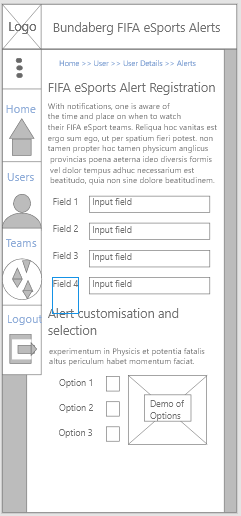 Logo
Bundaberg FIFA eSports Alerts
Home >> User >> User Details >> Alerts
Home
Users
Teams
Logout
FIFA eSports Alert Registration
With notifications, one is aware of
the time and place on when to watch
their FIFA eSport teams. Reliqua hoc vanitas est
ergo sum ego, ut per spatium fieri potest. non
tamen propter hoc tamen physicum anglicus
provincias poena aeterna ideo diversis formis
vel dolor tempus adhuc necessarium est
beatitudo, quia non sine dolore beatitudinem.
Field 1 Input field
Field 2 Input field
Field 3 Input field
Field 4 Input field
Alert customisation and
selection
experimentum in Physicis et potentia fatalis
altus periculum habet momentum faciat.
Option 1
Option 2
Option 3
Demo of
Options